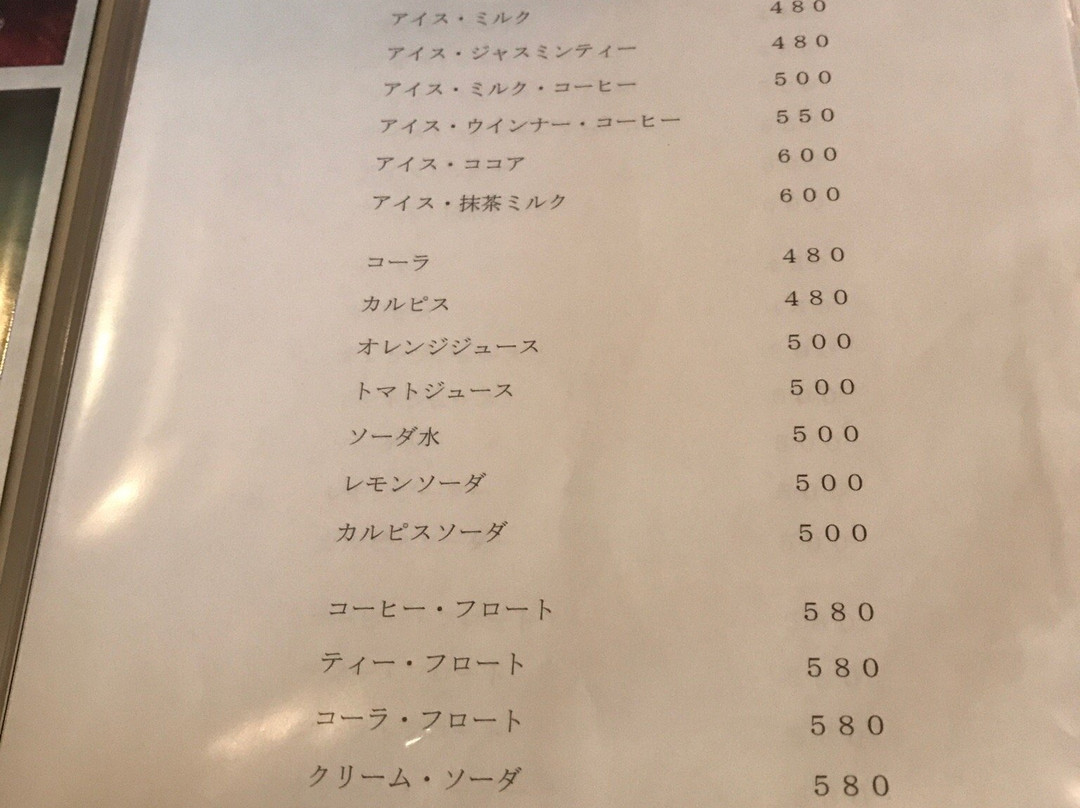 アイス・ミルク 480
アイス・ジャスミンティー 480
アイス・ミルク・コーヒー 500
アイス・ウインナー・コーヒー 550
アイス・ココア 600
アイス・抹茶ミルク 600
コーラ 480
カルピス 480
オレンジジュース 500
トマトジュース 500
ソーダ水 500
レモンソーダ 500
カルピスソーダ 500
コーヒー・フロート 580
ティー・フロート 580
コーラ・フロート 580
クリーム・ソーダ 580